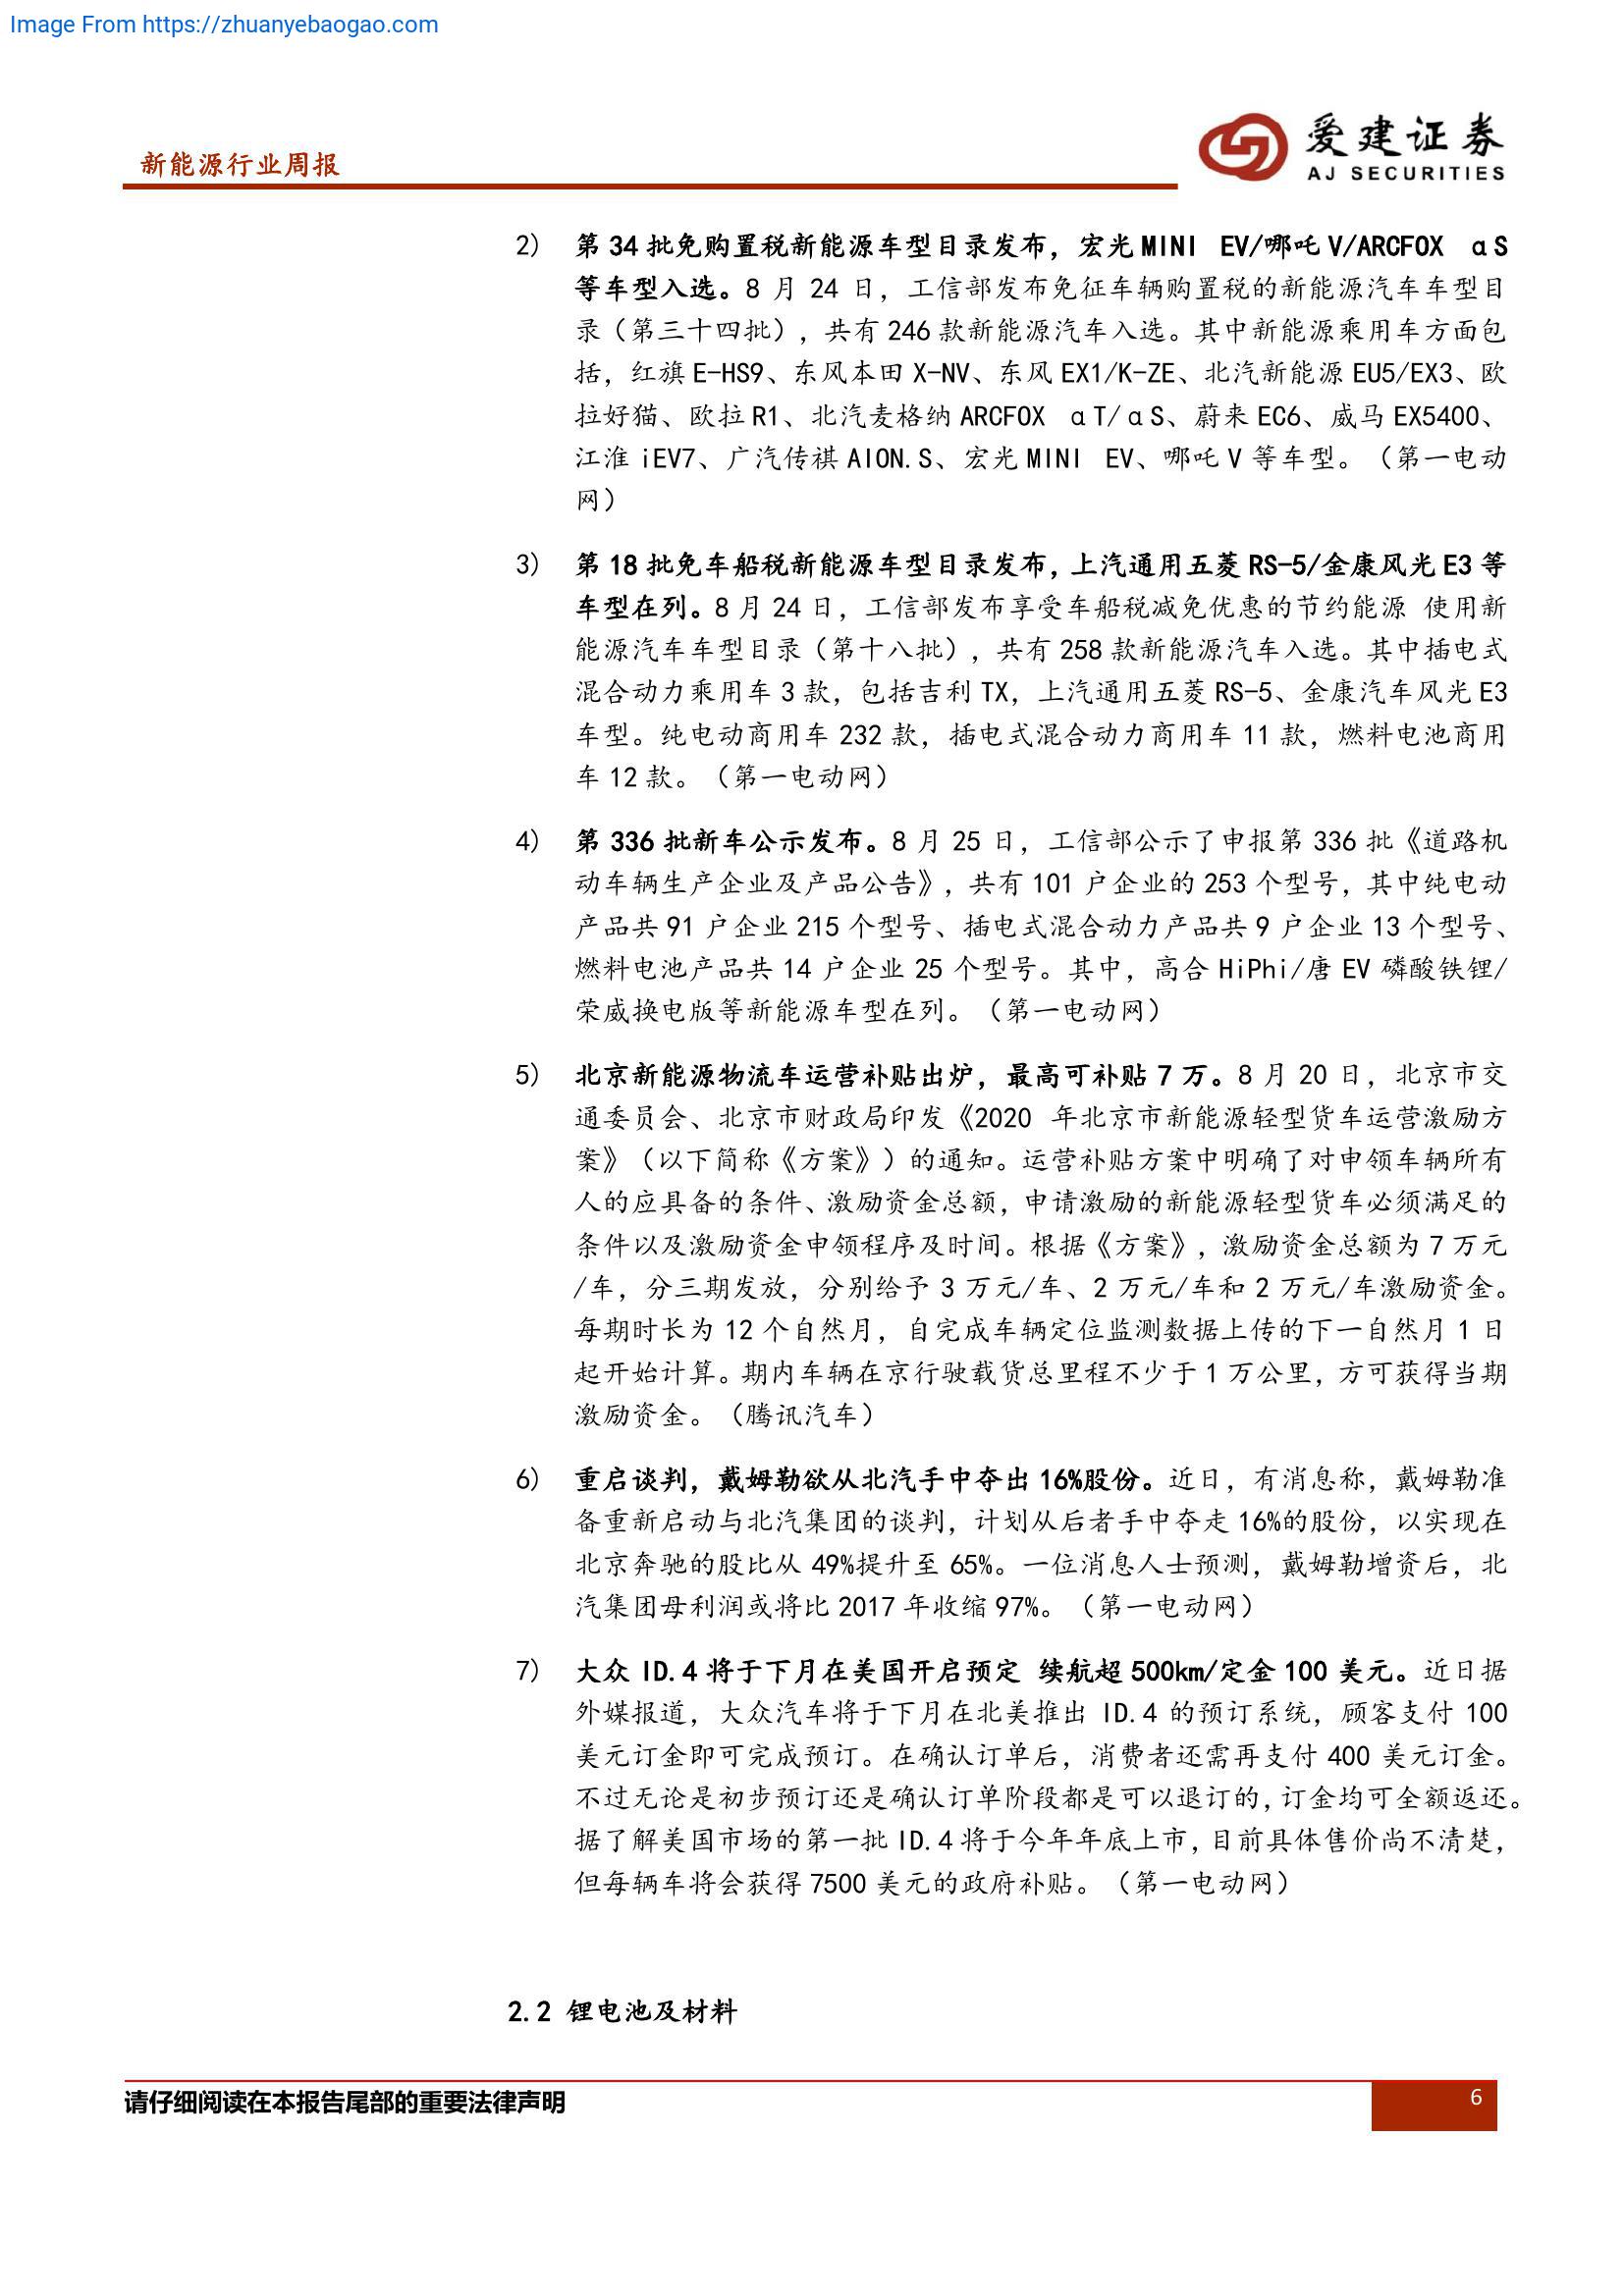 Image From https://zhuanyebaogao.com
爱建证券
AJ SECURITIES
新能源行业周报
2) 第 34 批免购置税新能源车型目录发布，宏光 MINI EV/哪吒 V/ARCFOX αS
等车型入选。8 月 24 日，工信部发布免征车辆购置税的新能源汽车车型目
录（第三十四批），共有 246 款新能源汽车入选。其中新能源乘用车方面包
括，红旗 E-HS9、东风本田 X-NV、东风 EX1/K-ZE、北汽新能源 EU5/EX3、欧
拉好猫、欧拉 R1、北汽麦格纳 ARCFOX αT/αS、蔚来 EC6、威马 EX5400、
江淮 iEV7、广汽传祺 AION.S、宏光 MINI EV、哪吒 V 等车型。（第一电动
网）
3) 第 18 批免车船税新能源车型目录发布，上汽通用五菱 RS-5/金康风光 E3 等
车型在列。8 月 24 日，工信部发布享受车船税减免优惠的节约能源 使用新
能源汽车车型目录（第十八批），共有 258 款新能源汽车入选。其中插电式
混合动力乘用车 3 款，包括吉利 TX，上汽通用五菱 RS-5、金康汽车风光 E3
车型。纯电动商用车 232 款，插电式混合动力商用车 11 款，燃料电池商用
车 12 款。（第一电动网）
4) 第 336 批新车公示发布。8 月 25 日，工信部公示了申报第 336 批《道路机
动车辆生产企业及产品公告》，共有 101 户企业的 253 个型号，其中纯电动
产品共 91 户企业 215 个型号、插电式混合动力产品共 9 户企业 13 个型号、
燃料电池产品共 14 户企业 25 个型号。其中，高合 HiPhi/唐 EV 磷酸铁锂/
荣威换电版等新能源车型在列。（第一电动网）
5) 北京新能源物流车运营补贴出炉，最高可补贴 7 万。8 月 20 日，北京市交
通委员会、北京市财政局印发《2020 年北京市新能源轻型货车运营激励方
案》（以下简称《方案》）的通知。运营补贴方案中明确了对申领车辆所有
人的应具备的条件、激励资金总额，申请激励的新能源轻型货车必须满足的
条件以及激励资金申领程序及时间。根据《方案》，激励资金总额为 7 万元
/车，分三期发放，分别给予 3 万元/车、2 万元/车和 2 万元/车激励资金。
每期时长为 12 个自然月，自完成车辆定位监测数据上传的下一自然月 1 日
起开始计算。期内车辆在京行驶载货总里程不少于 1 万公里，方可获得当期
激励资金。（腾讯汽车）
6) 重启谈判，戴姆勒欲从北汽手中夺出 16%股份。近日，有消息称，戴姆勒准
备重新启动与北汽集团的谈判，计划从后者手中夺走 16%的股份，以实现在
北京奔驰的股比从 49%提升至 65%。一位消息人士预测，戴姆勒增资后，北
汽集团母利润或将比 2017 年收缩 97%。（第一电动网）
7) 大众 ID.4 将于下月在美国开启预定 续航超 500km/定金 100 美元。近日据
外媒报道，大众汽车将于下月在北美推出 ID.4 的预订系统，顾客支付 100
美元订金即可完成预订。在确认订单后，消费者还需再支付 400 美元订金。
不过无论是初步预订还是确认订单阶段都是可以退订的，订金均可全额返还。
据了解美国市场的第一批 ID.4 将于今年年底上市，目前具体售价尚不清楚，
但每辆车将会获得 7500 美元的政府补贴。（第一电动网）
2.2 锂电池及材料
请仔细阅读在本报告尾部的重要法律声明
6